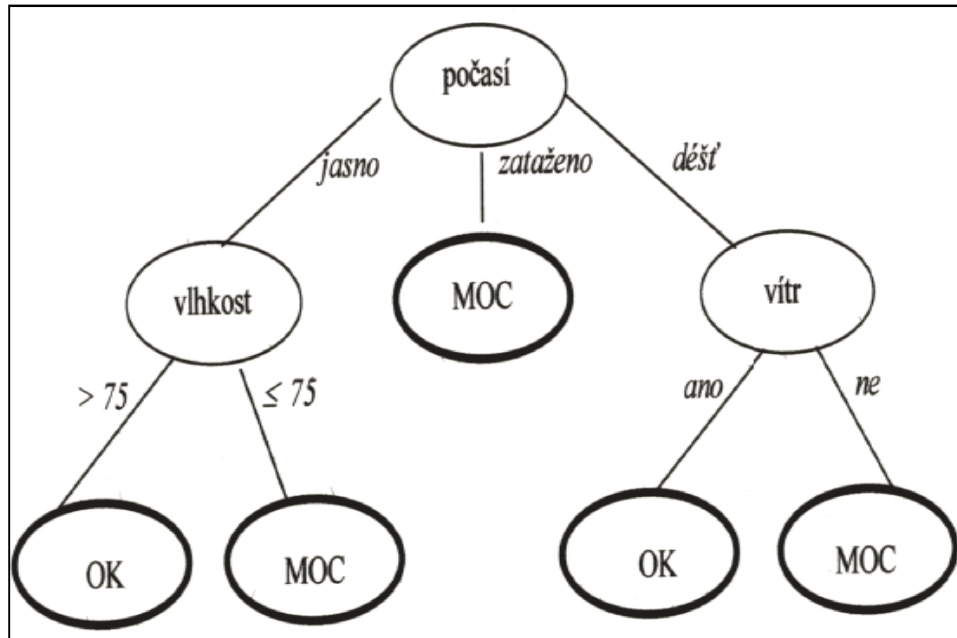 počasí
jasno
zataženo
déšť
vlhkost
MOC
vítr
> 75
≤ 75
ano
ne
OK
MOC
OK
MOC